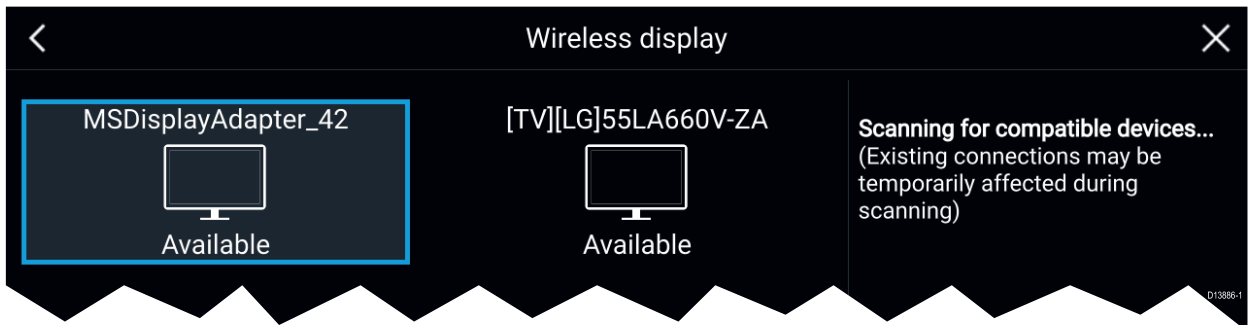 Wireless display
MSDisplayAdapter_42
Available
[TV][LG]55LA660V-ZA
Available
Scanning for compatible devices...
(Existing connections may be
temporarily affected during
scanning)
D13886-1